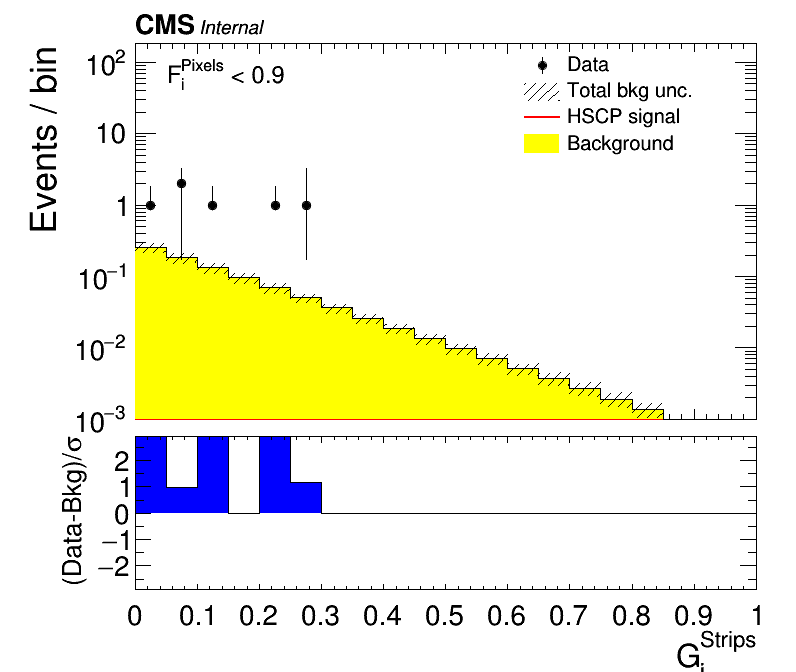 CMS Internal
Events / bin
F_i^Pixels < 0.9
Data
Total bkg unc.
HSCP signal
Background
10²
10
1
10⁻¹
10⁻²
10⁻³
(Data-Bkg)/σ
2
1
0
−1
−2
0 0.1 0.2 0.3 0.4 0.5 0.6 0.7 0.8 0.9 1
G_i^Strips